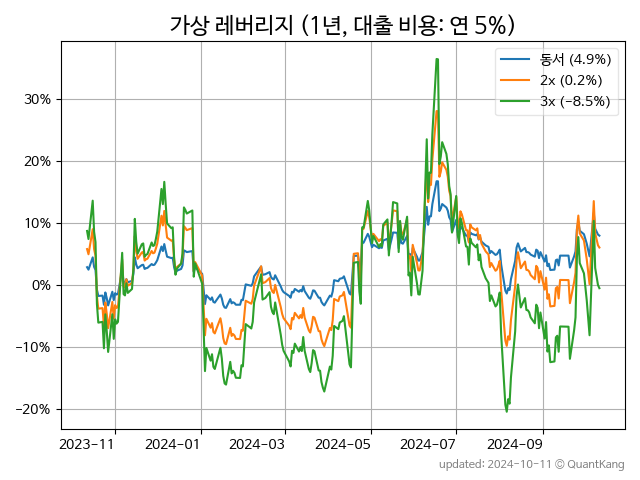 가상 레버리지 (1년, 대출 비용: 연 5%)
동서 (4.9%)
2x (0.2%)
3x (−8.5%)
30%
20%
10%
0%
−10%
−20%
2023−11 2024−01 2024−03 2024−05 2024−07 2024−09
updated: 2024-10-11 © QuantKang